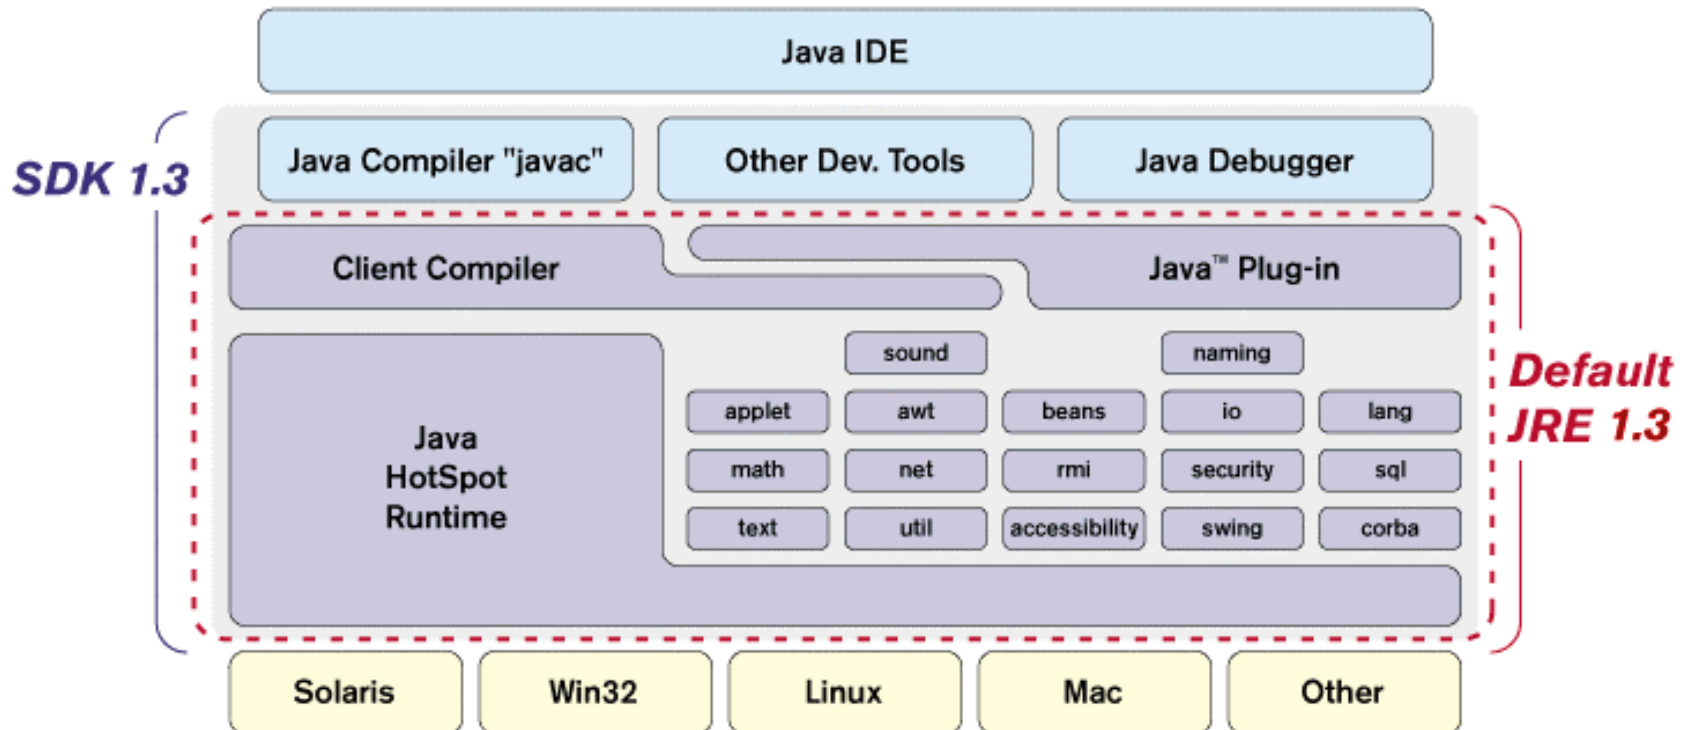 Java IDE
SDK 1.3
Java Compiler "javac"
Other Dev. Tools
Java Debugger
Client Compiler
Java™ Plug-in
Java
HotSpot
Runtime
sound
naming
applet
awt
beans
io
lang
math
net
rmi
security
sql
text
util
accessibility
swing
corba
Default
JRE 1.3
Solaris
Win32
Linux
Mac
Other